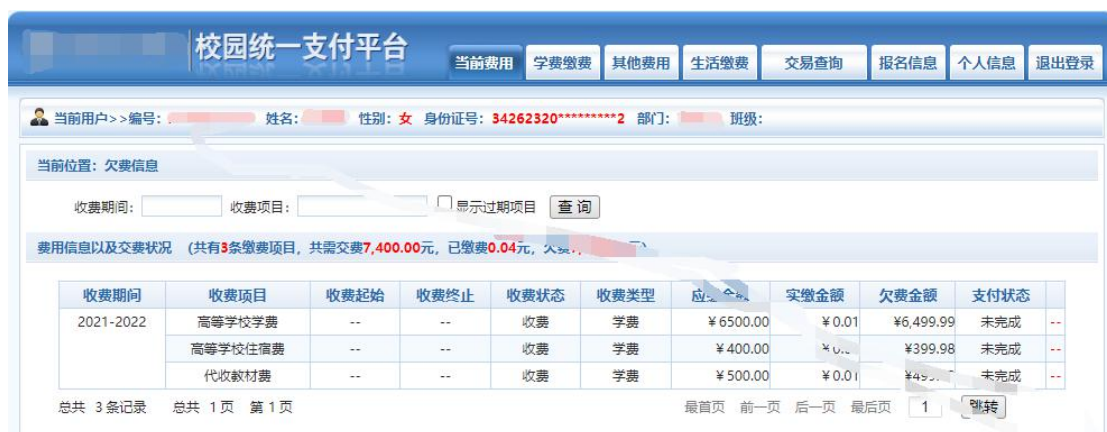 校园统一支付平台
当前费用 学费缴费 其他费用 生活缴费 交易查询 报名信息 个人信息 退出登录
当前用户>>编号: 姓名: 性别: 女 身份证号: 34262320*********2 部门: 班级:
当前位置: 欠费信息
收费期间: 收费项目: 显示过期项目 查询
费用信息以及交费状况 (共有3条缴费项目, 共需交费7,400.00元, 已缴费0.04元, 欠费7,
收费期间 收费项目 收费起始 收费终止 收费状态 收费类型 金额 实缴金额 欠费金额 支付状态
2021-2022 高等学校学费 -- -- 收费 学费 ¥6500.00 ¥0.01 ¥6,499.99 未完成 --
高等学校住宿费 -- -- 收费 学费 ¥400.00 ¥399.98 未完成 --
代收教材费 -- -- 收费 学费 ¥500.00 ¥0.01 未完成 --
总共 3条记录 总共 1页 第1页 最首页 前一页 后一页 最后页 1 跳转